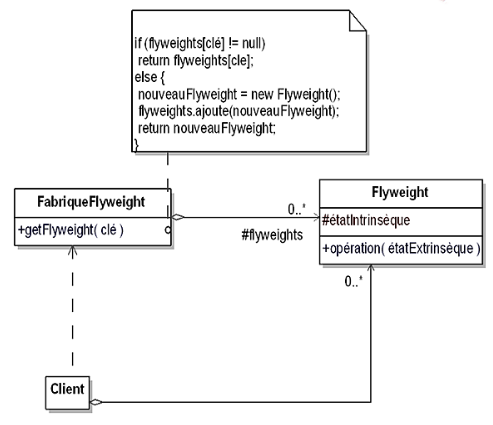 if (flyweights[clé] != null)
return flyweights[cle];
else {
nouveauFlyweight = new Flyweight();
flyweights.ajoute(nouveauFlyweight);
return nouveauFlyweight;
}
FabriqueFlyweight
+getFlyweight( clé )
0..*
#flyweights
Flyweight
#étatIntrinsèque
+opération( étatExtrinsèque )
0..*
Client